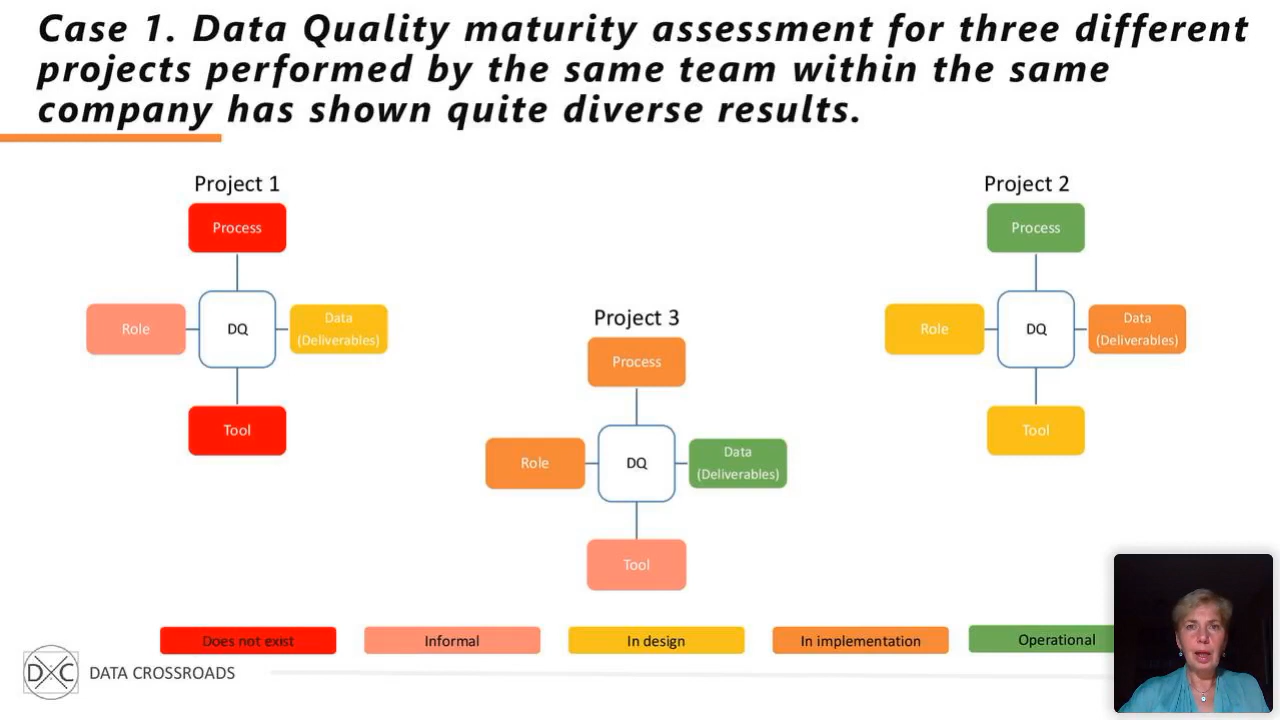 Case 1. Data Quality maturity assessment for three different
projects performed by the same team within the same
company has shown quite diverse results.
Project 1
Process
Role
DQ
Data
(Deliverables)
Tool
Project 3
Process
Role
DQ
Data
(Deliverables)
Tool
Project 2
Process
Role
DQ
Data
(Deliverables)
Tool
Does not exist
Informal
In design
In implementation
Operational
DXC
DATA CROSSROADS